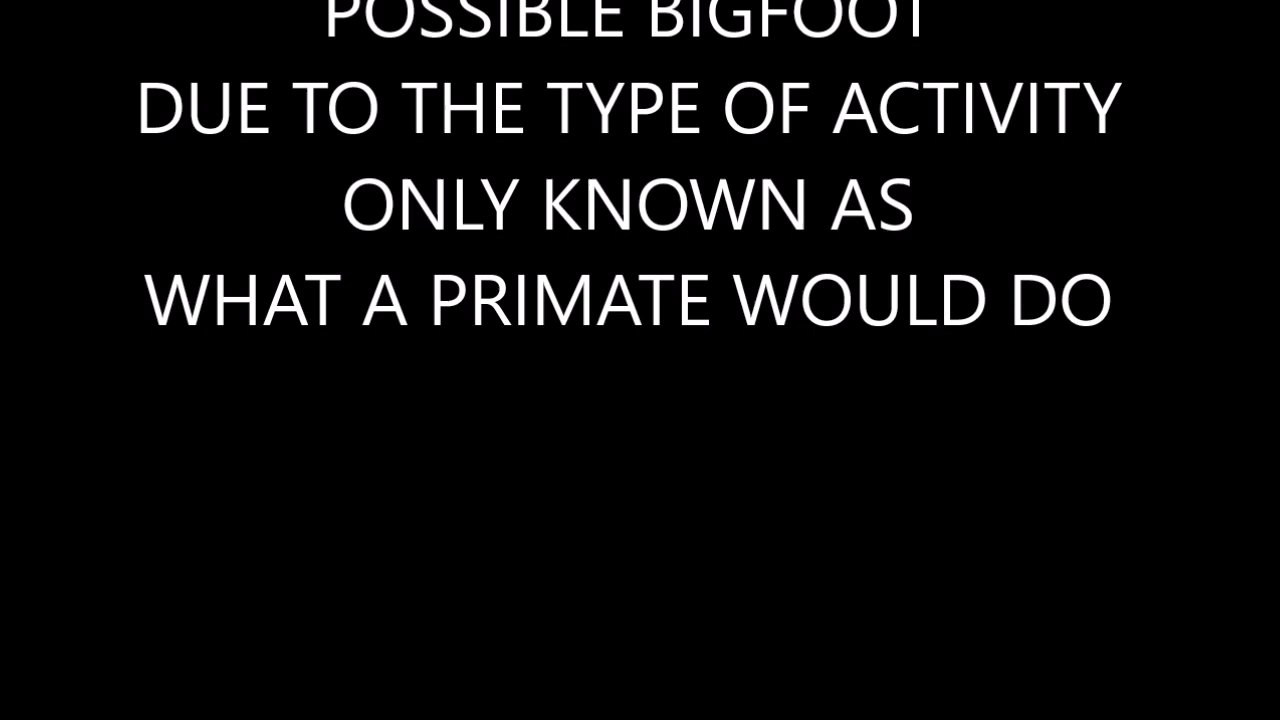 POSSIBLE BIGFOOT
DUE TO THE TYPE OF ACTIVITY
ONLY KNOWN AS
WHAT A PRIMATE WOULD DO